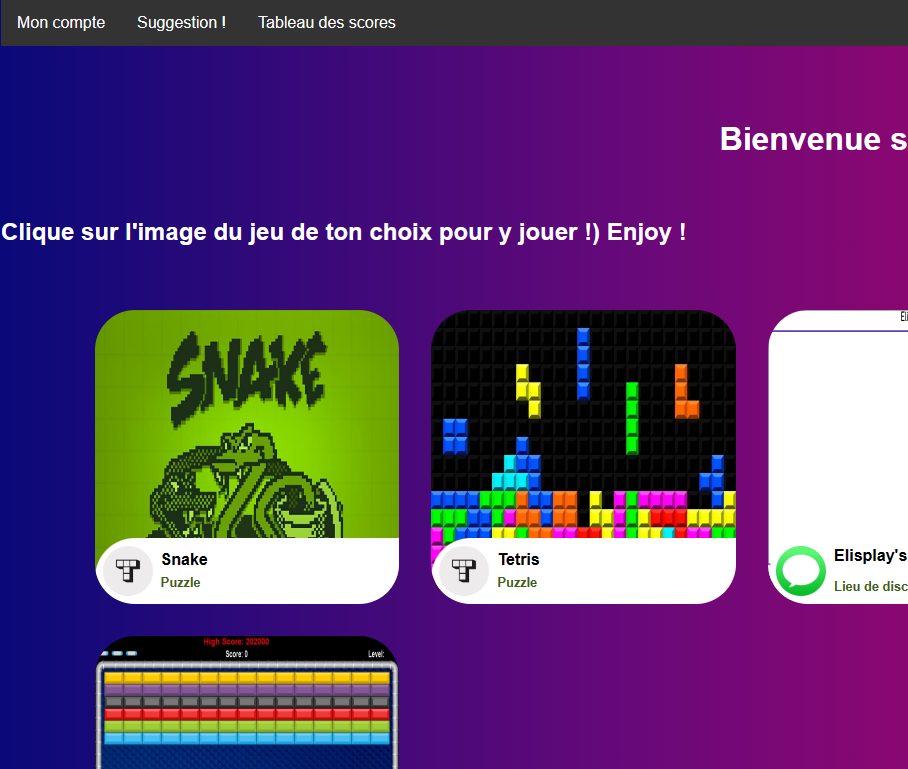 Mon compte
Suggestion !
Tableau des scores
Bienvenue s
Clique sur l'image du jeu de ton choix pour y jouer !) Enjoy !
SNAKE
Snake
Puzzle
Tetris
Puzzle
Eli
Elisplay's
Lieu de disc
High Score: 202000
Score: 0
Level: